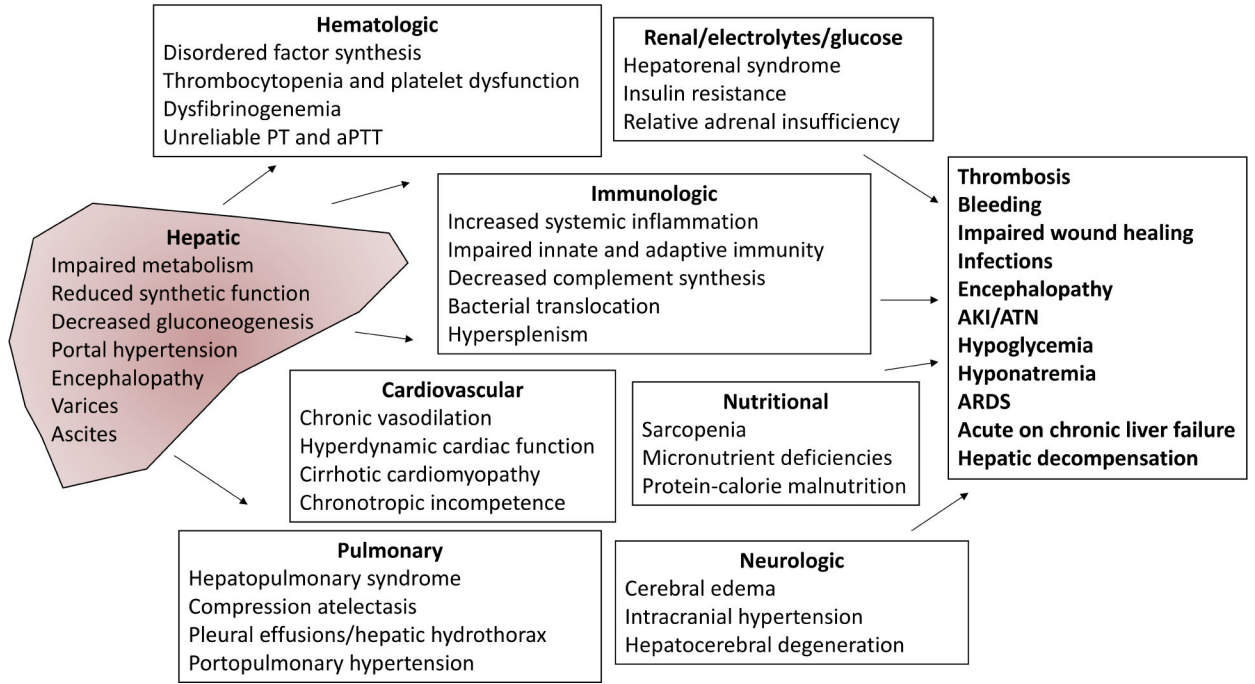 Hematologic
Disordered factor synthesis
Thrombocytopenia and platelet dysfunction
Dysfibrinogenemia
Unreliable PT and aPTT
Renal/electrolytes/glucose
Hepatorenal syndrome
Insulin resistance
Relative adrenal insufficiency
Hepatic
Impaired metabolism
Reduced synthetic function
Decreased gluconeogenesis
Portal hypertension
Encephalopathy
Varices
Ascites
Immunologic
Increased systemic inflammation
Impaired innate and adaptive immunity
Decreased complement synthesis
Bacterial translocation
Hypersplenism
Cardiovascular
Chronic vasodilation
Hyperdynamic cardiac function
Cirrhotic cardiomyopathy
Chronotropic incompetence
Nutritional
Sarcopenia
Micronutrient deficiencies
Protein-calorie malnutrition
Pulmonary
Hepatopulmonary syndrome
Compression atelectasis
Pleural effusions/hepatic hydrothorax
Portopulmonary hypertension
Neurologic
Cerebral edema
Intracranial hypertension
Hepatocerebral degeneration
Thrombosis
Bleeding
Impaired wound healing
Infections
Encephalopathy
AKI/ATN
Hypoglycemia
Hyponatremia
ARDS
Acute on chronic liver failure
Hepatic decompensation